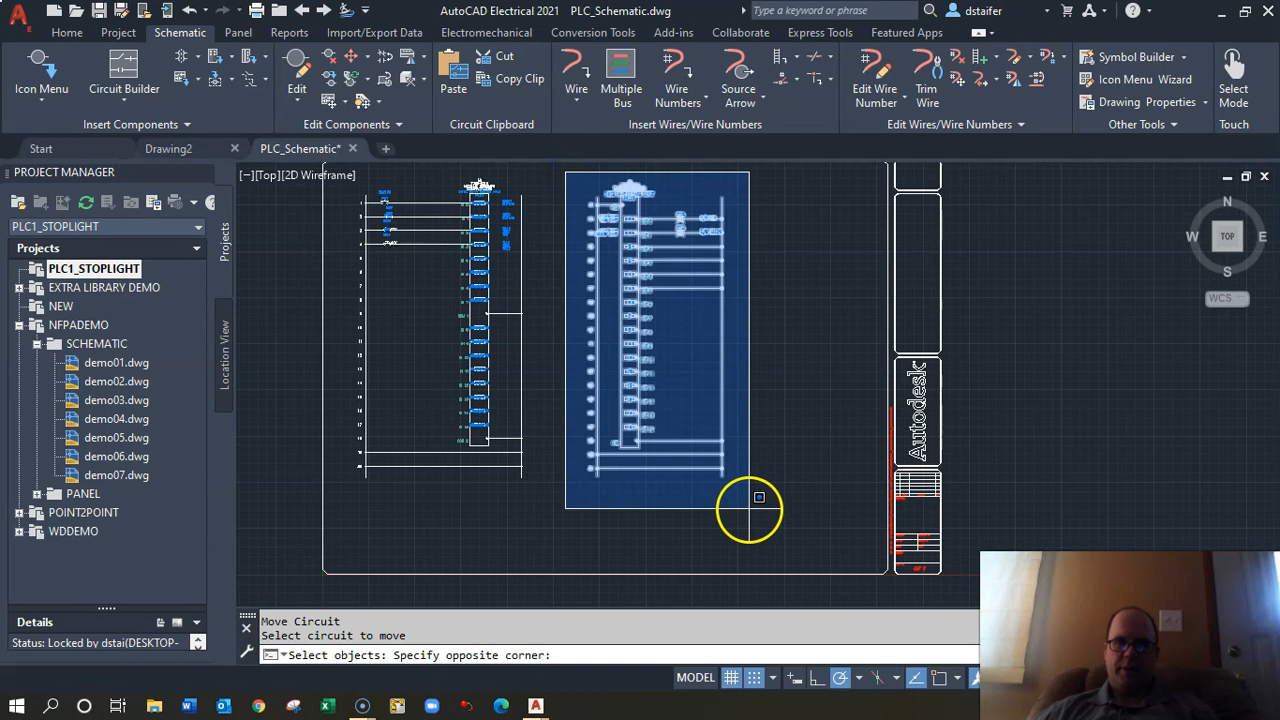 AutoCAD Electrical 2021 PLC_Schematic.dwg
Type a keyword or phrase
dstaifer
Home Project Schematic Panel Reports Import/Export Data Electromechanical Conversion Tools Add-ins Collaborate Express Tools Featured Apps
Icon Menu
Circuit Builder
Edit
Paste
Cut
Copy Clip
Wire
Multiple Bus
Wire Numbers
Source Arrow
Edit Wire Number
Trim Wire
Symbol Builder
Icon Menu Wizard
Drawing Properties
Select Mode
Insert Components
Edit Components
Circuit Clipboard
Insert Wires/Wire Numbers
Edit Wires/Wire Numbers
Other Tools
Touch
Start
Drawing2
PLC_Schematic*
PROJECT MANAGER
[−][Top][2D Wireframe]
PLC1_STOPLIGHT
Projects
PLC1_STOPLIGHT
EXTRA LIBRARY DEMO
NEW
NFPADEMO
SCHEMATIC
demo01.dwg
demo02.dwg
demo03.dwg
demo04.dwg
demo05.dwg
demo06.dwg
demo07.dwg
PANEL
POINT2POINT
WDDEMO
Projects
Location View
Details
Status: Locked by dstai(DESKTOP-
N
W
TOP
E
S
WCS
Autodesk
Move Circuit
Select circuit to move
Select objects: Specify opposite corner:
MODEL